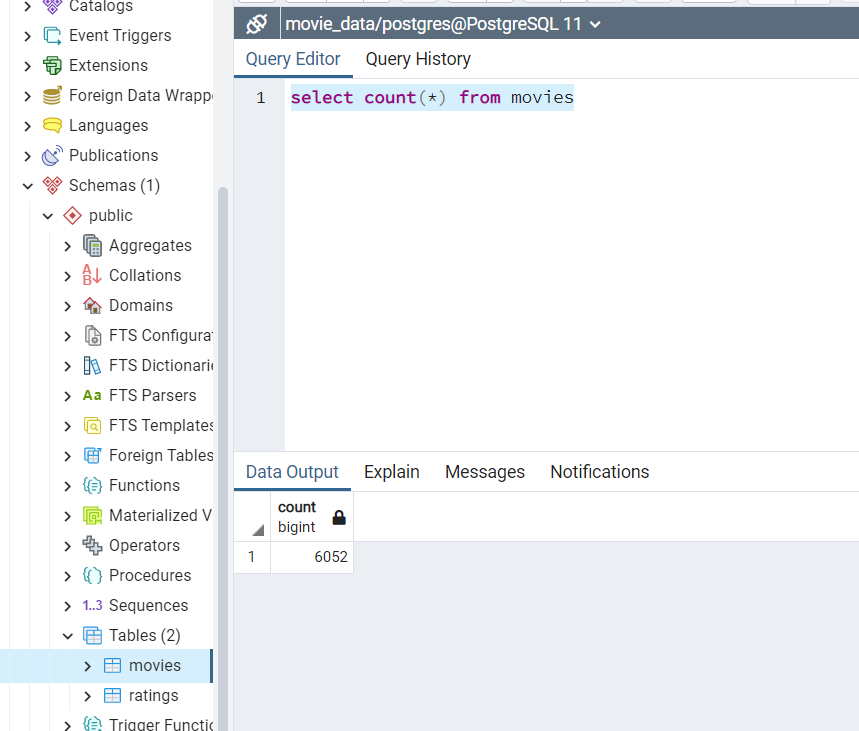 Catalogs
Event Triggers
Extensions
Foreign Data Wrappe
Languages
Publications
Schemas (1)
public
Aggregates
Collations
Domains
FTS Configurat
FTS Dictionarie
Aa FTS Parsers
FTS Templates
Foreign Tables
Functions
Materialized V
Operators
Procedures
1..3 Sequences
Tables (2)
movies
ratings
Trigger Functio
movie_data/postgres@PostgreSQL 11
Query Editor Query History
1 select count(*) from movies
Data Output Explain Messages Notifications
count
bigint
1 6052